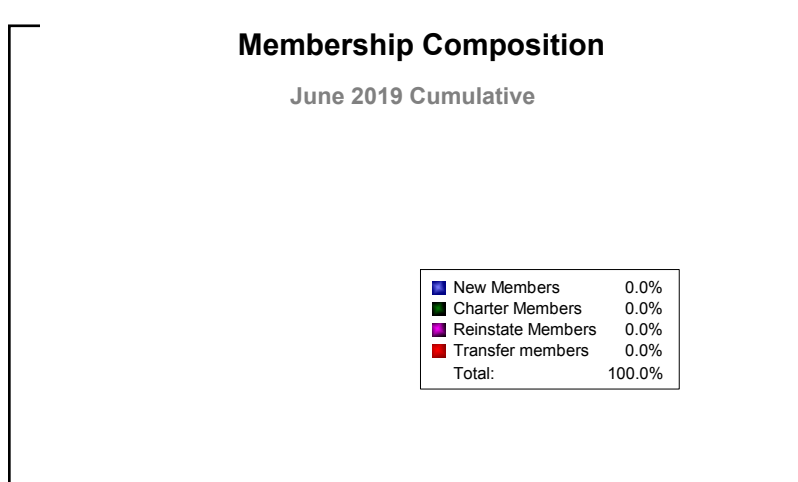 Membership Composition
June 2019 Cumulative
New Members 0.0%
Charter Members 0.0%
Reinstate Members 0.0%
Transfer members 0.0%
Total: 100.0%